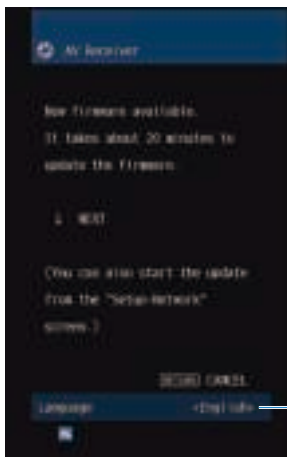 AV Receiver
New firmware available.
It takes about 20 minutes to
update the firmware.
NEXT
(You can also start the update
from the "Setup-Network"
screen.)
CANCEL
Language <English>